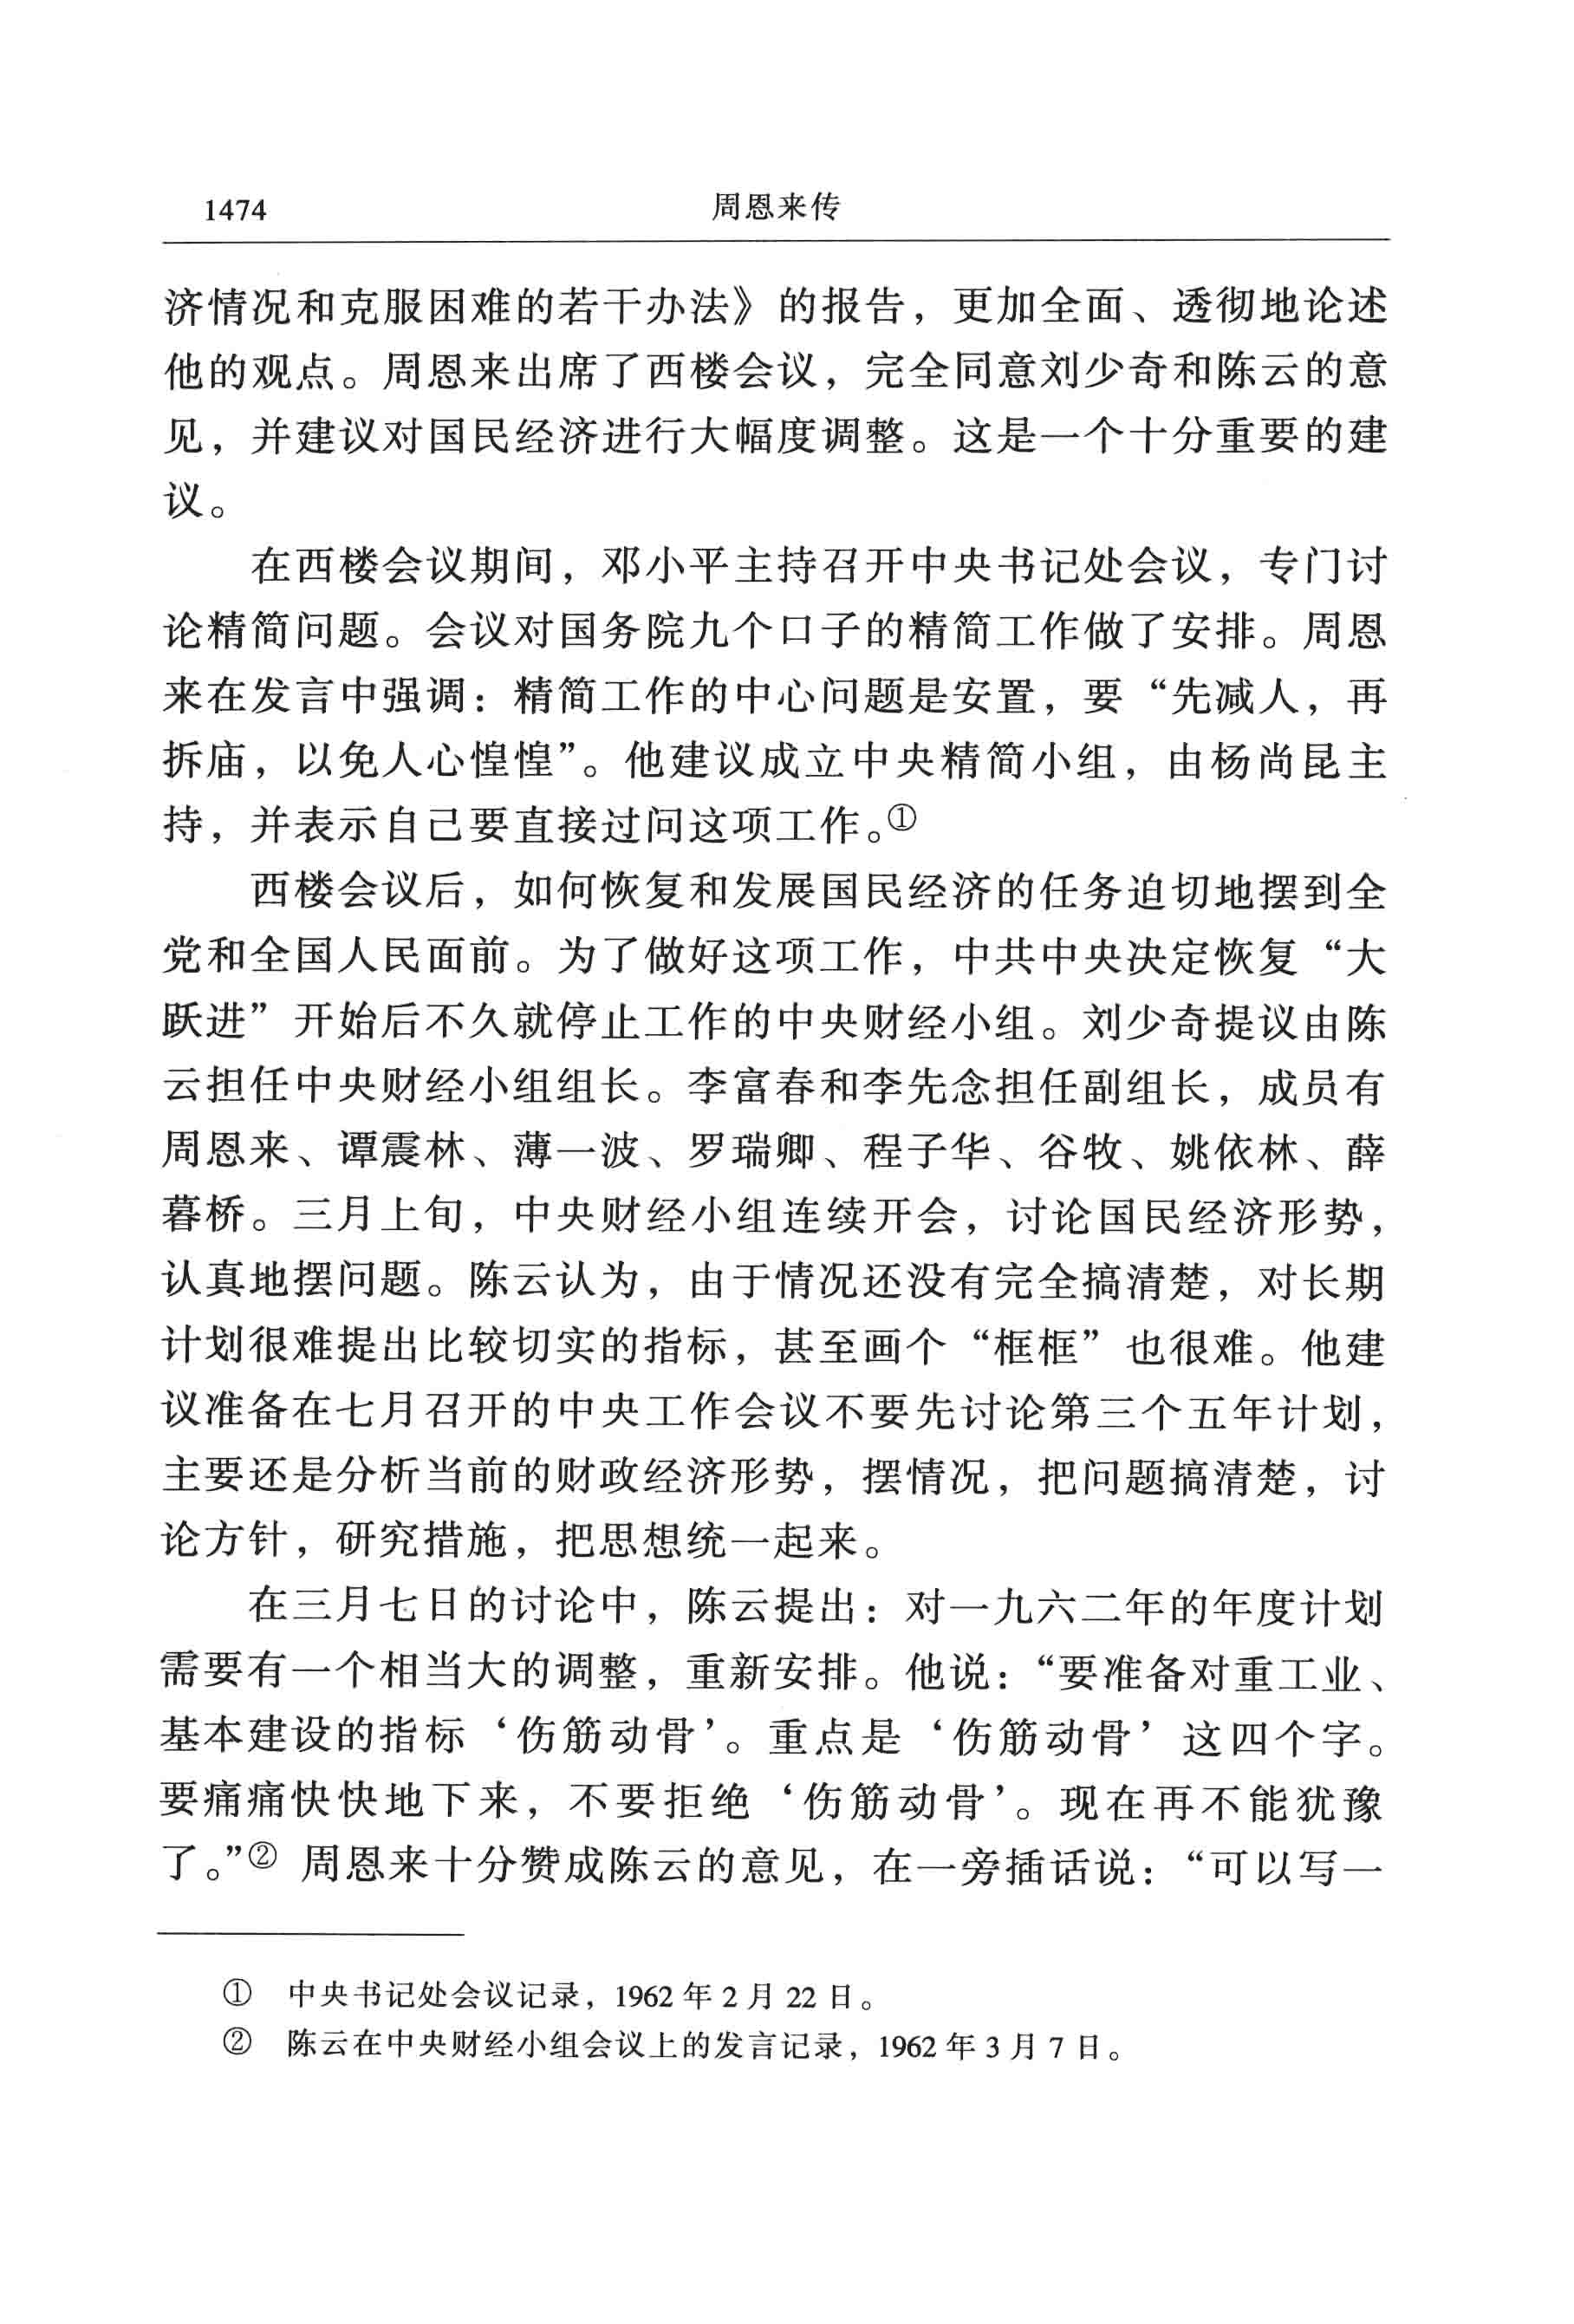 1474 周恩来传
济情况和克服困难的若干办法》的报告，更加全面、透彻地论述
他的观点。周恩来出席了西楼会议，完全同意刘少奇和陈云的意
见，并建议对国民经济进行大幅度调整。这是一个十分重要的建
议。
在西楼会议期间，邓小平主持召开中央书记处会议，专门讨
论精简问题。会议对国务院九个口子的精简工作做了安排。周恩
来在发言中强调：精简工作的中心问题是安置，要“先减人，再
拆庙，以免人心惶惶”。他建议成立中央精简小组，由杨尚昆主
持，并表示自己要直接过问这项工作。①
西楼会议后，如何恢复和发展国民经济的任务迫切地摆到全
党和全国人民面前。为了做好这项工作，中共中央决定恢复“大
跃进”开始后不久就停止工作的中央财经小组。刘少奇提议由陈
云担任中央财经小组组长。李富春和李先念担任副组长，成员有
周恩来、谭震林、薄一波、罗瑞卿、程子华、谷牧、姚依林、薛
暮桥。三月上旬，中央财经小组连续开会，讨论国民经济形势，
认真地摆问题。陈云认为，由于情况还没有完全搞清楚，对长期
计划很难提出比较切实的指标，甚至画个“框框”也很难。他建
议准备在七月召开的中央工作会议不要先讨论第三个五年计划，
主要还是分析当前的财政经济形势，摆情况，把问题搞清楚，讨
论方针，研究措施，把思想统一起来。
在三月七日的讨论中，陈云提出：对一九六二年的年度计划
需要有一个相当大的调整，重新安排。他说：“要准备对重工业、
基本建设的指标‘伤筋动骨’。重点是‘伤筋动骨’这四个字。
要痛痛快快地下来，不要拒绝‘伤筋动骨’。现在再不能犹豫
了。”② 周恩来十分赞成陈云的意见，在一旁插话说：“可以写一
① 中央书记处会议记录，1962年2月22日。
② 陈云在中央财经小组会议上的发言记录，1962年3月7日。